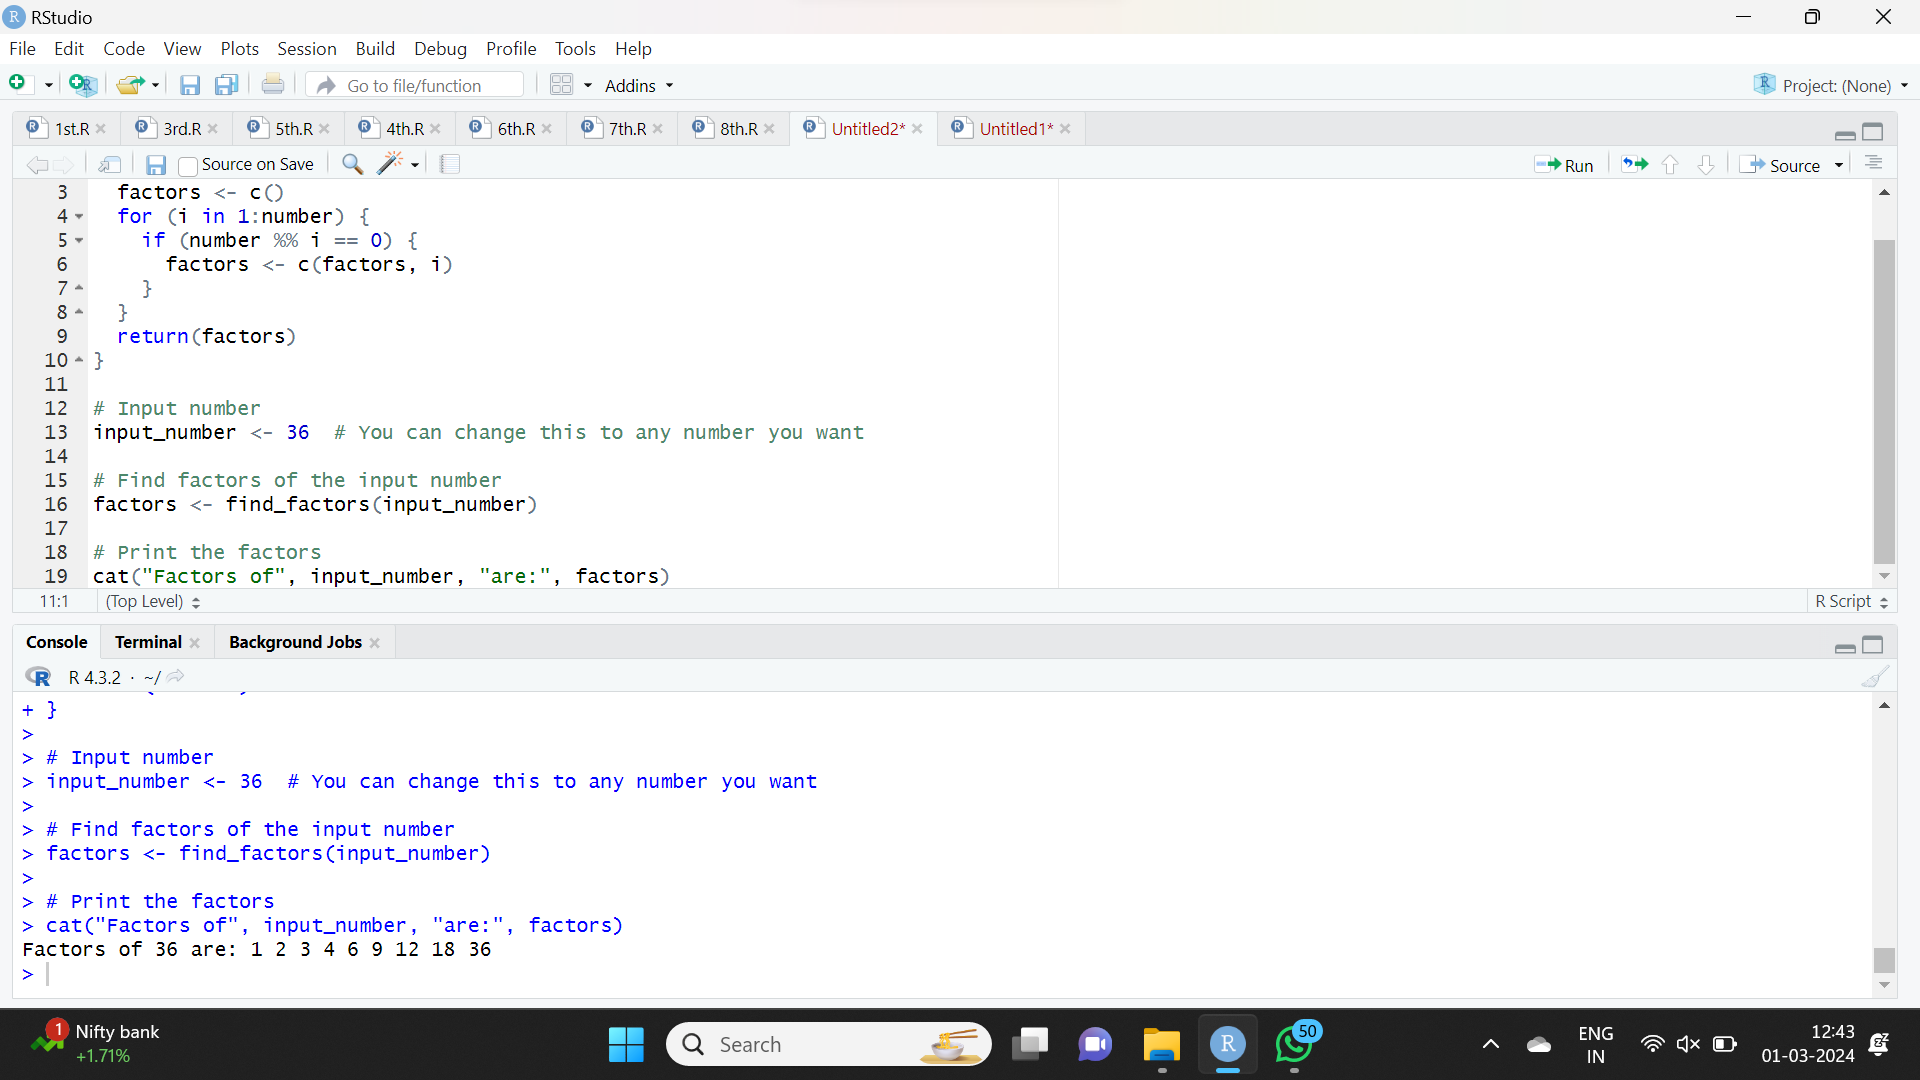 RStudio
File Edit Code View Plots Session Build Debug Profile Tools Help
Go to file/function Addins Project: (None)
1st.R 3rd.R 5th.R 4th.R 6th.R 7th.R 8th.R Untitled2* Untitled1*
Source on Save Run Source
3 factors <- c()
4 for (i in 1:number) {
5 if (number %% i == 0) {
6 factors <- c(factors, i)
7 }
8 }
9 return(factors)
10 }
11
12 # Input number
13 input_number <- 36 # You can change this to any number you want
14
15 # Find factors of the input number
16 factors <- find_factors(input_number)
17
18 # Print the factors
19 cat("Factors of", input_number, "are:", factors)
11:1 (Top Level) R Script
Console Terminal Background Jobs
R 4.3.2 · ~/
+ }
>
> # Input number
> input_number <- 36 # You can change this to any number you want
>
> # Find factors of the input number
> factors <- find_factors(input_number)
>
> # Print the factors
> cat("Factors of", input_number, "are:", factors)
Factors of 36 are: 1 2 3 4 6 9 12 18 36
>
1 Nifty bank
+1.71%
Search
R
50
ENG
IN
12:43
01-03-2024